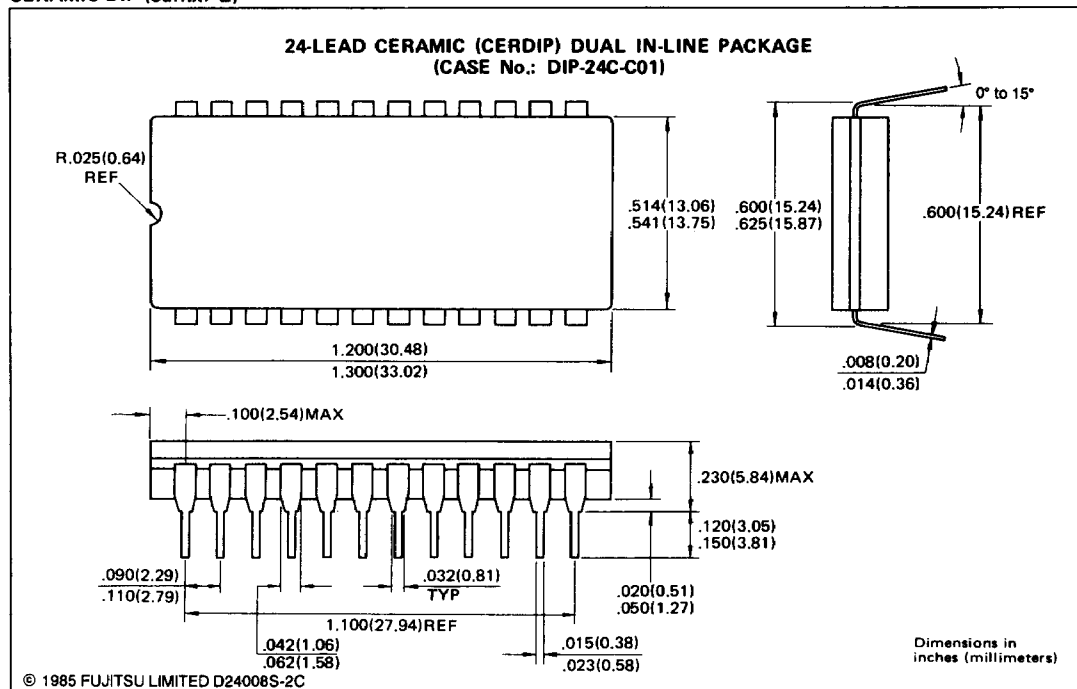 24-LEAD CERAMIC (CERDIP) DUAL IN-LINE PACKAGE
(CASE No.: DIP-24C-C01)
0° to 15°
R.025(0.64)
REF
.514(13.06)
.541(13.75)
.600(15.24)
.625(15.87)
.600(15.24)REF
1.200(30.48)
1.300(33.02)
.008(0.20)
.014(0.36)
.100(2.54)MAX
.230(5.84)MAX
.120(3.05)
.150(3.81)
.090(2.29)
.110(2.79)
.032(0.81)
TYP
.020(0.51)
.050(1.27)
1.100(27.94)REF
.042(1.06)
.062(1.58)
.015(0.38)
.023(0.58)
Dimensions in
inches (millimeters)
© 1985 FUJITSU LIMITED D24008S-2C